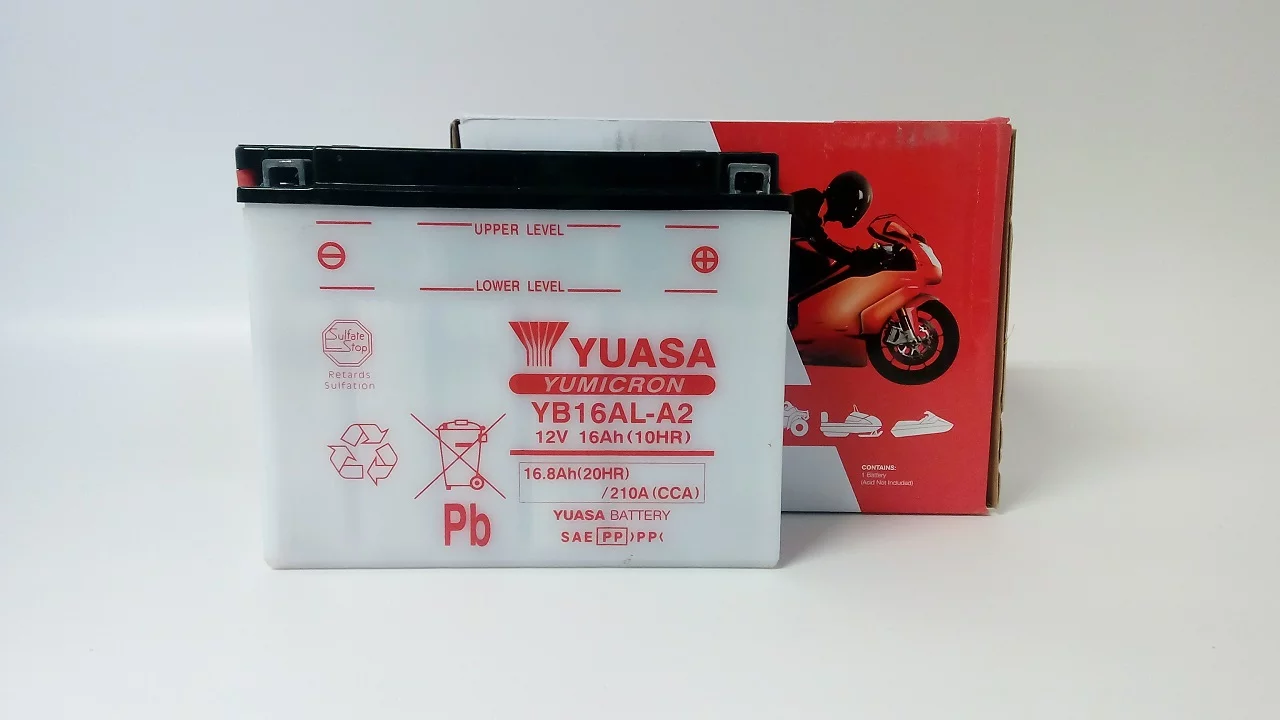 UPPER LEVEL
LOWER LEVEL
Sulfate
Stop
Retards
Sulfation
YUASA
YUMICRON
YB16AL-A2
12V 16Ah(10HR)
16.8Ah(20HR)
/210A(CCA)
Pb
YUASA BATTERY
SAE PP )PP(
CONTAINS:
1 Battery
(Acid Not Included)